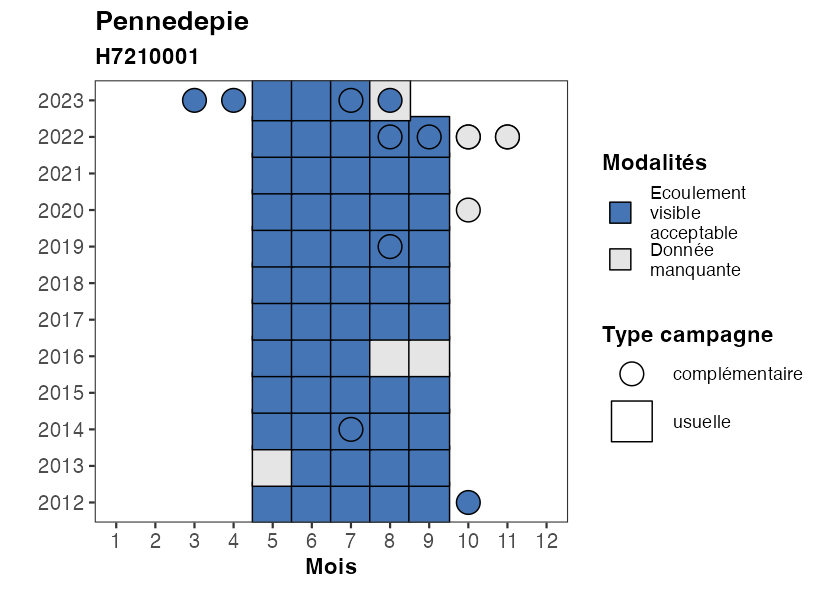 Pennedepie
H7210001
2023
2022
2021
2020
2019
2018
2017
2016
2015
2014
2013
2012
1 2 3 4 5 6 7 8 9 10 11 12
Mois
Modalités
Ecoulement
visible
acceptable
Donnée
manquante
Type campagne
complémentaire
usuelle